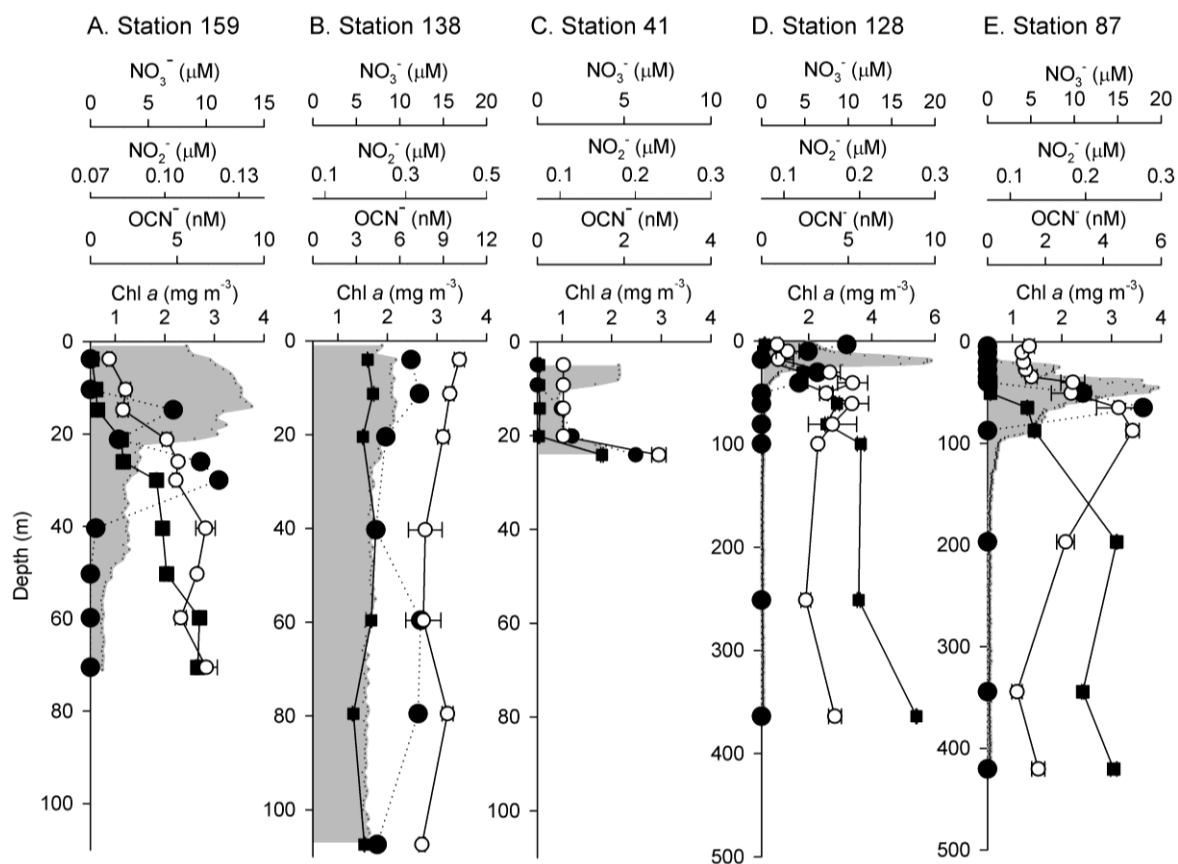 A. Station 159 B. Station 138 C. Station 41 D. Station 128 E. Station 87
NO₃⁻ (μM) NO₃⁻ (μM) NO₃⁻ (μM) NO₃⁻ (μM) NO₃⁻ (μM)
0 5 10 15 0 5 10 15 20 0 5 10 0 5 10 15 20 0 5 10 15 20
NO₂⁻ (μM) NO₂⁻ (μM) NO₂⁻ (μM) NO₂⁻ (μM) NO₂⁻ (μM)
0.07 0.10 0.13 0.1 0.3 0.5 0.1 0.2 0.3 0.1 0.2 0.3 0.1 0.2 0.3
OCN⁻ (nM) OCN⁻ (nM) OCN⁻ (nM) OCN⁻ (nM) OCN⁻ (nM)
0 5 10 0 3 6 9 12 0 2 4 0 5 10 0 2 4 6
Chl a (mg m⁻³) Chl a (mg m⁻³) Chl a (mg m⁻³) Chl a (mg m⁻³) Chl a (mg m⁻³)
1 2 3 4 1 2 3 4 1 2 3 4 2 4 6 1 2 3 4
0 0 0 0 0
20 20 20 100 100
40 40 40 200 200
60 60 60 300 300
80 80 80 400 400
100 100 100 500 500
Depth (m)